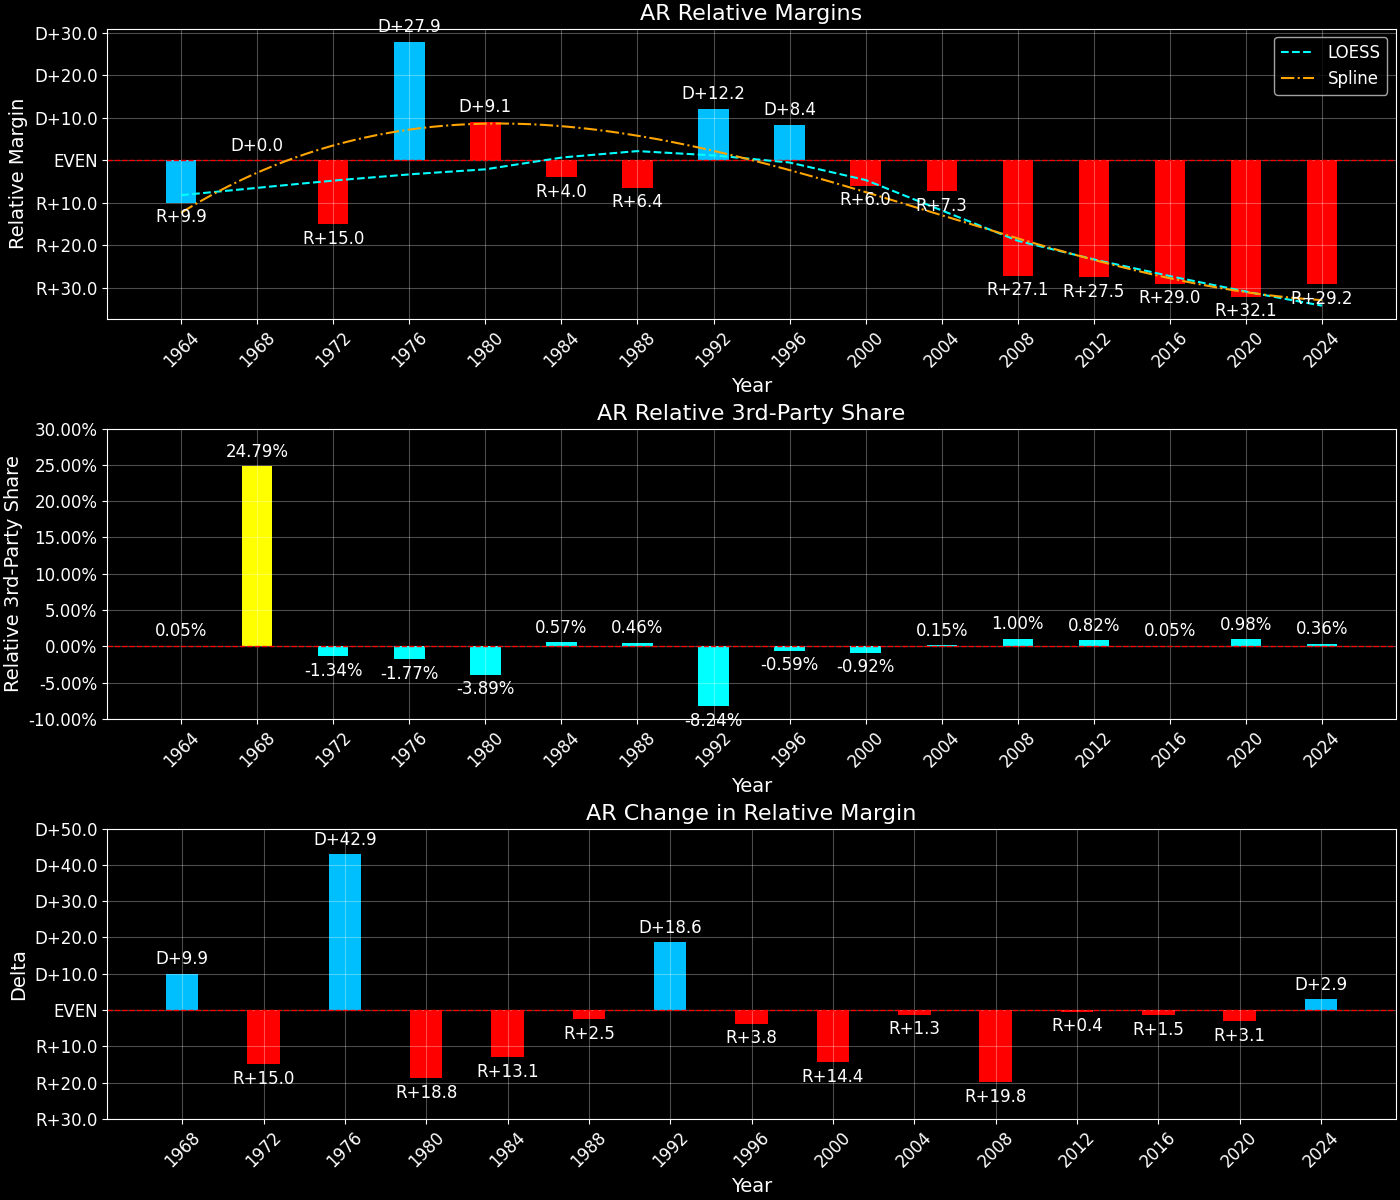 AR Relative Margins
Relative Margin
D+30.0
D+20.0
D+10.0
EVEN
R+10.0
R+20.0
R+30.0
LOESS
Spline
R+9.9
D+0.0
R+15.0
D+27.9
D+9.1
R+4.0
R+6.4
D+12.2
D+8.4
R+6.0
R+7.3
R+27.1
R+27.5
R+29.0
R+32.1
R+29.2
1964
1968
1972
1976
1980
1984
1988
1992
1996
2000
2004
2008
2012
2016
2020
2024
Year
AR Relative 3rd-Party Share
Relative 3rd-Party Share
30.00%
25.00%
20.00%
15.00%
10.00%
5.00%
0.00%
-5.00%
-10.00%
0.05%
24.79%
-1.34%
-1.77%
-3.89%
0.57%
0.46%
-8.24%
-0.59%
-0.92%
0.15%
1.00%
0.82%
0.05%
0.98%
0.36%
1964
1968
1972
1976
1980
1984
1988
1992
1996
2000
2004
2008
2012
2016
2020
2024
Year
AR Change in Relative Margin
Delta
D+50.0
D+40.0
D+30.0
D+20.0
D+10.0
EVEN
R+10.0
R+20.0
R+30.0
D+9.9
R+15.0
D+42.9
R+18.8
R+13.1
R+2.5
D+18.6
R+3.8
R+14.4
R+1.3
R+19.8
R+0.4
R+1.5
R+3.1
D+2.9
1968
1972
1976
1980
1984
1988
1992
1996
2000
2004
2008
2012
2016
2020
2024
Year